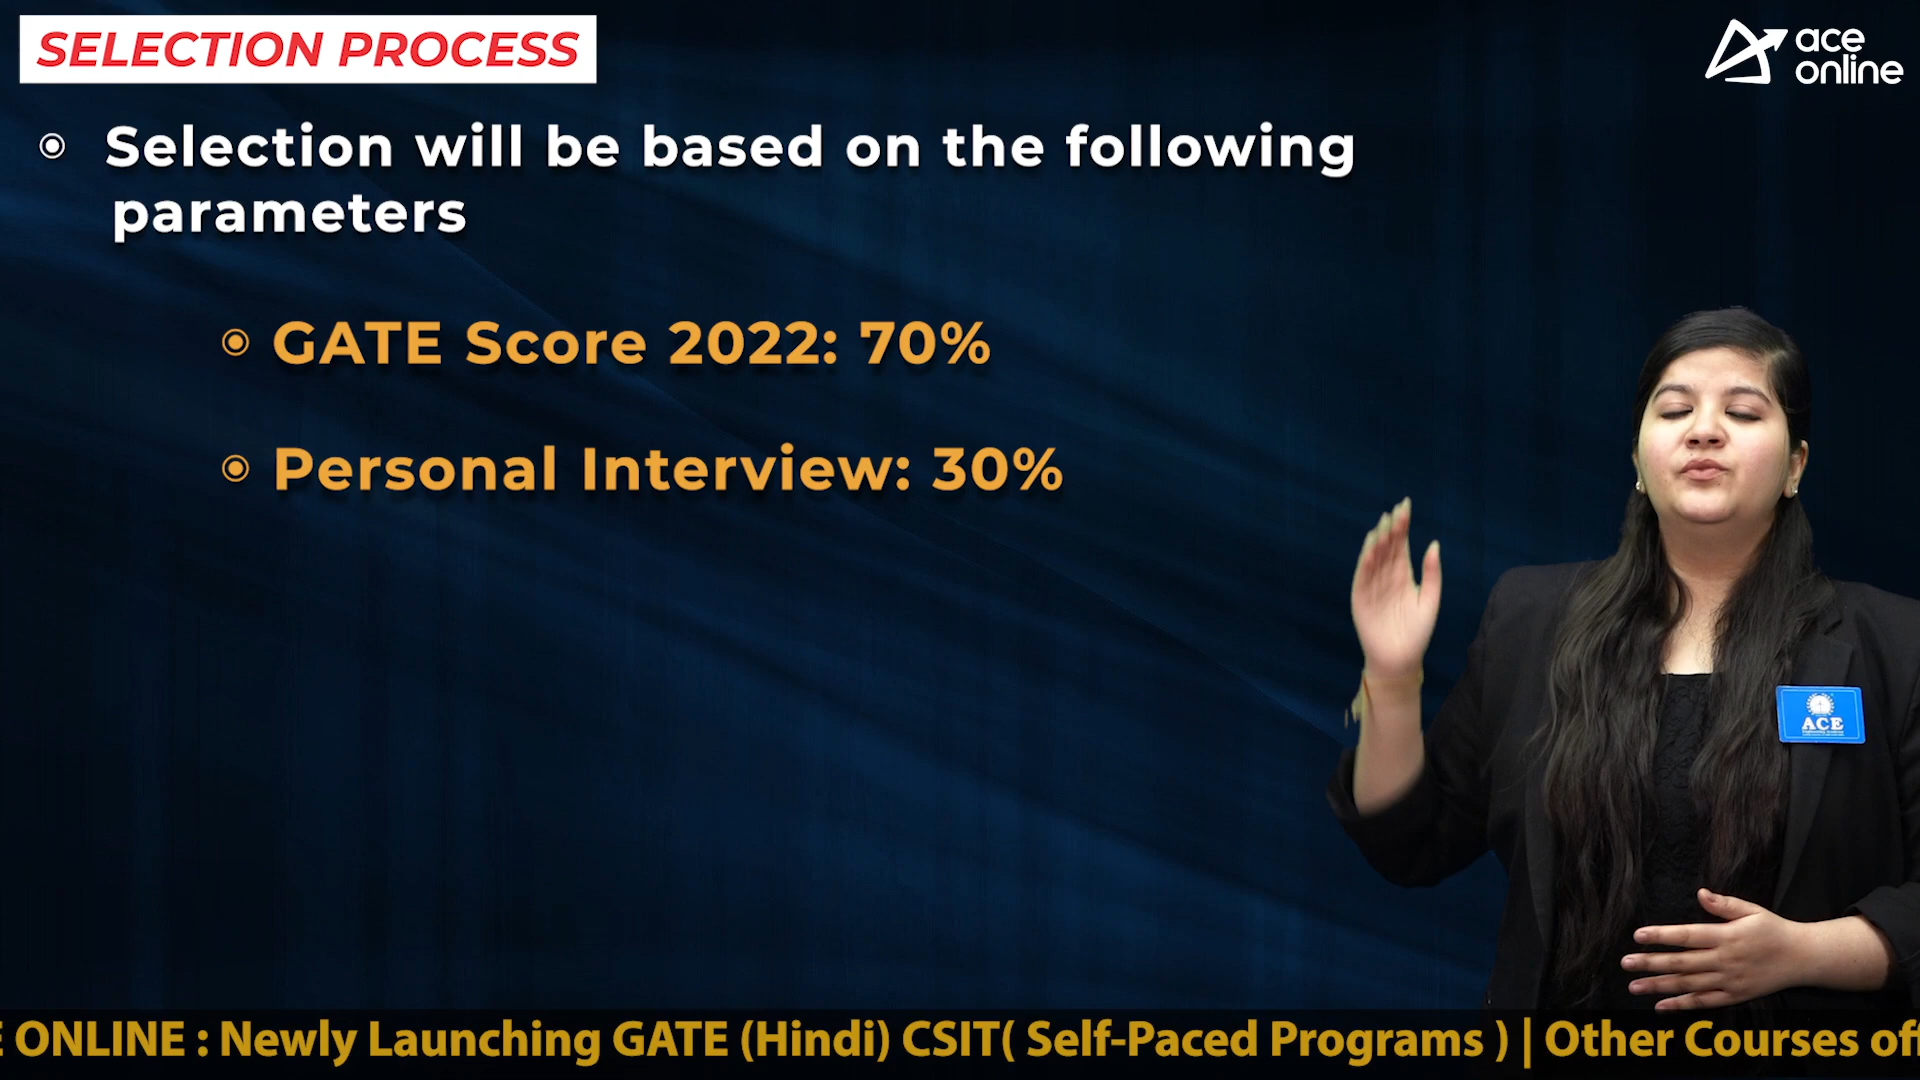 SELECTION PROCESS
ace
online
Selection will be based on the following
parameters
GATE Score 2022: 70%
Personal Interview: 30%
ACE
E ONLINE : Newly Launching GATE (Hindi) CSIT( Self-Paced Programs ) | Other Courses off